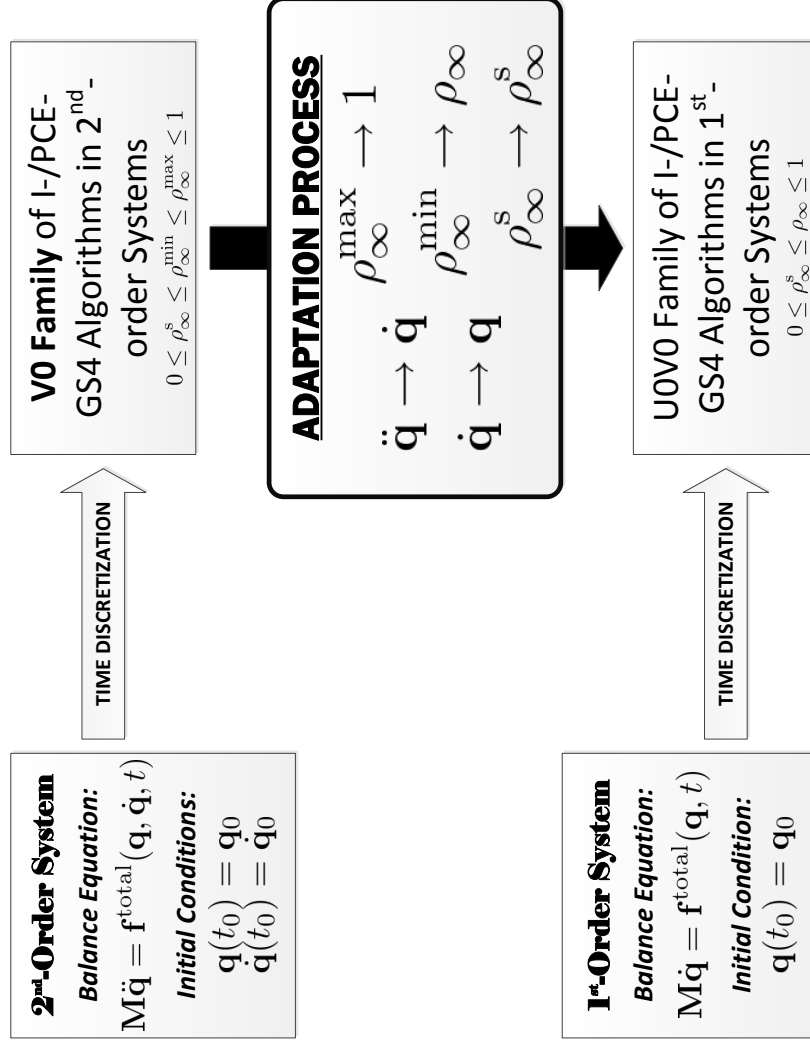 2nd-Order System
Balance Equation:
Mq̈ = f^total(q, q̇, t)
Initial Conditions:
q(t₀) = q₀
q̇(t₀) = q̇₀
TIME DISCRETIZATION
V0 Family of I-/PCE-
GS4 Algorithms in 2nd-
order Systems
0 ≤ ρ∞^s ≤ ρ∞^min ≤ ρ∞^max ≤ 1
ADAPTATION PROCESS
q̈ → q̇
q̇ → q
ρ∞^max → 1
ρ∞^min → ρ∞
ρ∞^s → ρ∞^s
1st-Order System
Balance Equation:
Mq̇ = f^total(q, t)
Initial Condition:
q(t₀) = q₀
TIME DISCRETIZATION
U0V0 Family of I-/PCE-
GS4 Algorithms in 1st-
order Systems
0 ≤ ρ∞^s ≤ ρ∞ ≤ 1